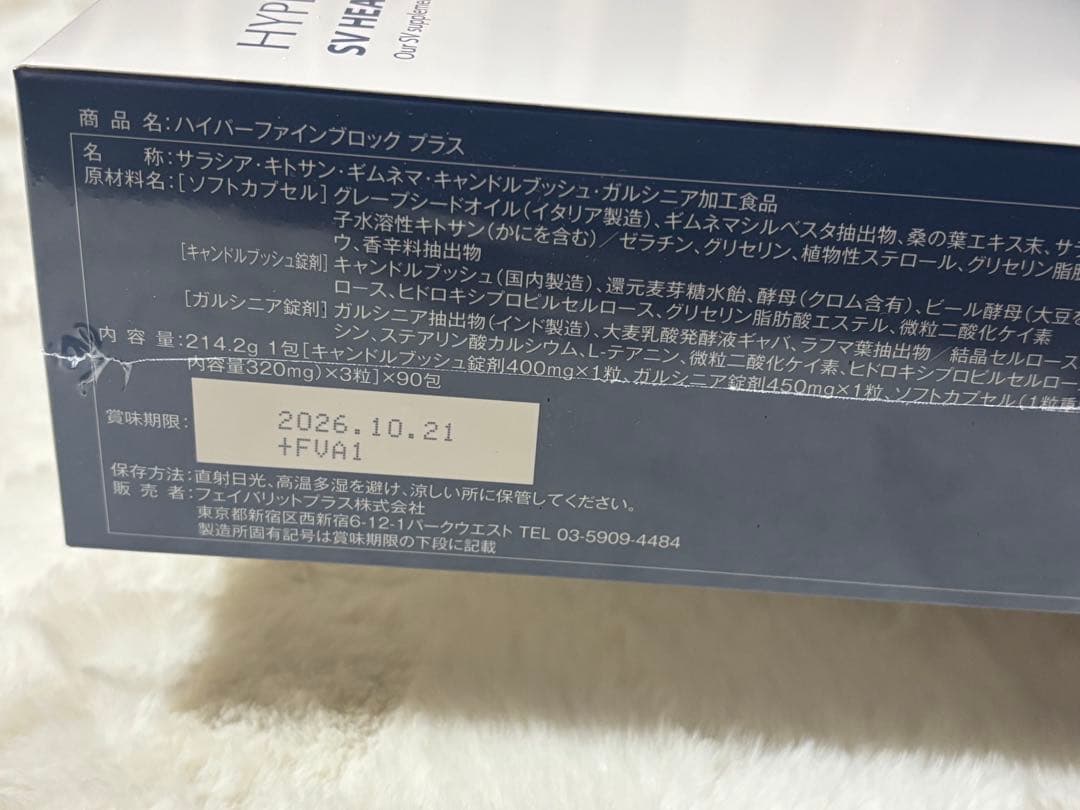 HYP
SV HEA
Our SV suppleme
商品名:ハイパーファインブロック プラス
名 称:サラシア・キトサン・ギムネマ・キャンドルブッシュ・ガルシニア加工食品
原材料名:[ソフトカプセル]グレープシードオイル(イタリア製造)、ギムネマシルベスタ抽出物、桑の葉エキス末、サラ
子水溶性キトサン(かにを含む)/ゼラチン、グリセリン、植物性ステロール、グリセリン脂肪
ウ、香辛料抽出物
[キャンドルブッシュ錠剤]キャンドルブッシュ(国内製造)、還元麦芽糖水飴、酵母(クロム含有)、ビール酵母(大豆を
ロース、ヒドロキシプロピルセルロース、グリセリン脂肪酸エステル、微粒二酸化ケイ素
[ガルシニア錠剤]ガルシニア抽出物(インド製造)、大麦乳酸発酵液ギャバ、ラフマ葉抽出物/結晶セルロース
シン、ステアリン酸カルシウム、L-テアニン、微粒二酸化ケイ素、ヒドロキシプロピルセルロー
内 容 量:214.2g 1包[キャンドルブッシュ錠剤400mg×1粒、ガルシニア錠剤450mg×1粒、ソフトカプセル(1粒重
内容量320mg)×3粒]×90包
賞味期限:
2026.10.21
+FVA1
保存方法:直射日光、高温多湿を避け、涼しい所に保管してください。
販 売 者:フェイバリットプラス株式会社
東京都新宿区西新宿6-12-1パークウエスト TEL 03-5909-4484
製造所固有記号は賞味期限の下段に記載